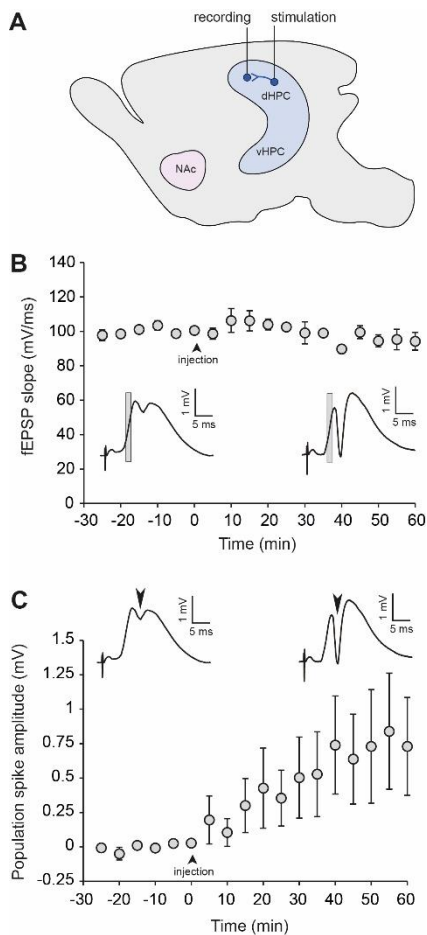 A
recording stimulation
dHPC
vHPC
NAc
B
fEPSP slope (mV/ms)
140
120
100
80
60
40
20
0
injection
1 mV
5 ms
1 mV
5 ms
-30 -20 -10 0 10 20 30 40 50 60
Time (min)
C
1 mV
5 ms
1 mV
5 ms
Population spike amplitude (mV)
1.5
1.25
1
0.75
0.5
0.25
0
-0.25
injection
-30 -20 -10 0 10 20 30 40 50 60
Time (min)